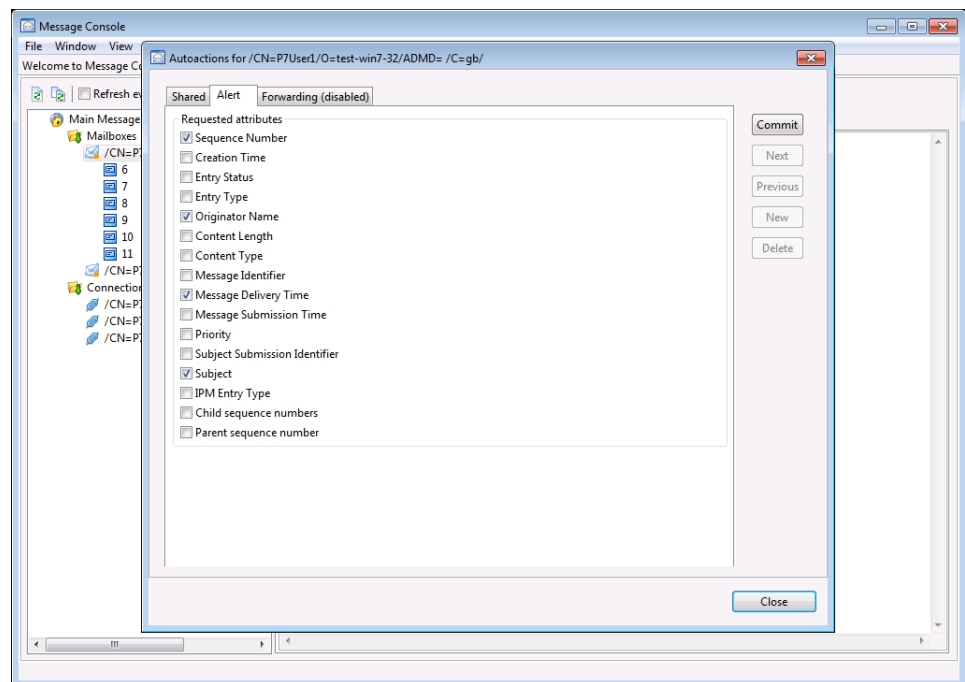 Message Console
File Window View
Welcome to Message Co
Autoactions for /CN=P7User1/O=test-win7-32/ADMD= /C=gb/
Refresh ev
Main Message
Mailboxes
/CN=P7
6
7
8
9
10
11
/CN=P7
Connection
/CN=P7
/CN=P7
/CN=P7
Shared Alert Forwarding (disabled)
Requested attributes
Sequence Number
Creation Time
Entry Status
Entry Type
Originator Name
Content Length
Content Type
Message Identifier
Message Delivery Time
Message Submission Time
Priority
Subject Submission Identifier
Subject
IPM Entry Type
Child sequence numbers
Parent sequence number
Commit
Next
Previous
New
Delete
Close